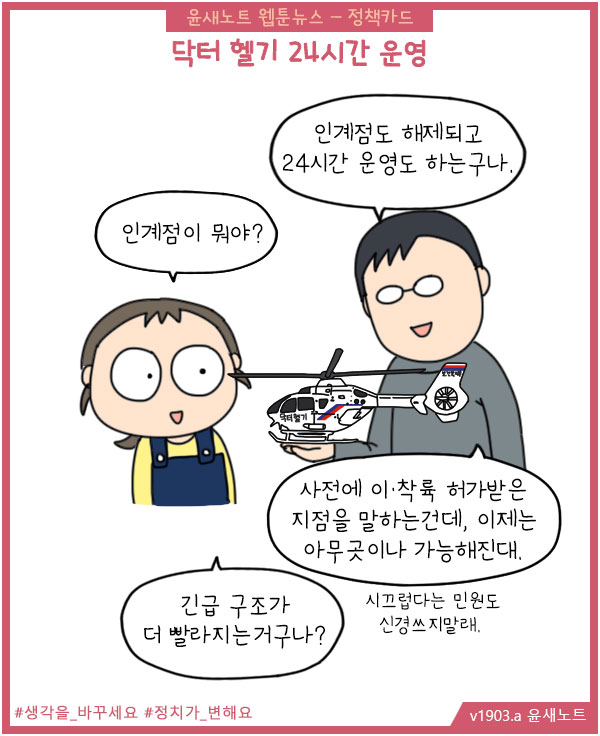 윤새노트 웹툰뉴스 – 정책카드
닥터 헬기 24시간 운영
인계점도 해제되고
24시간 운영도 하는구나.
인계점이 뭐야?
닥터헬기
사전에 이·착륙 허가받은
지점을 말하는건데, 이제는
아무곳이나 가능해진대.
시끄럽다는 민원도
신경쓰지말래.
긴급 구조가
더 빨라지는거구나?
#생각을_바꾸세요 #정치가_변해요
v1903.a 윤새노트